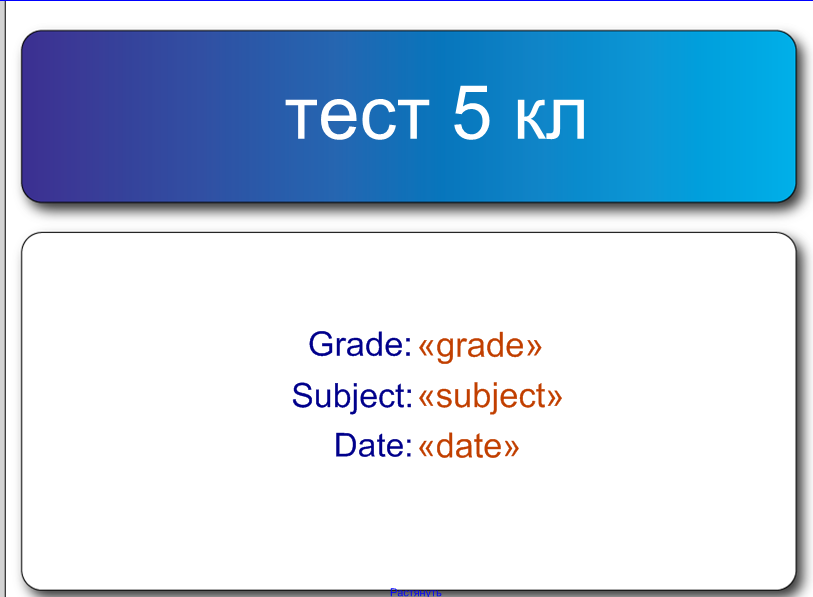 тест 5 кл
Grade: «grade»
Subject: «subject»
Date: «date»
Растянуть